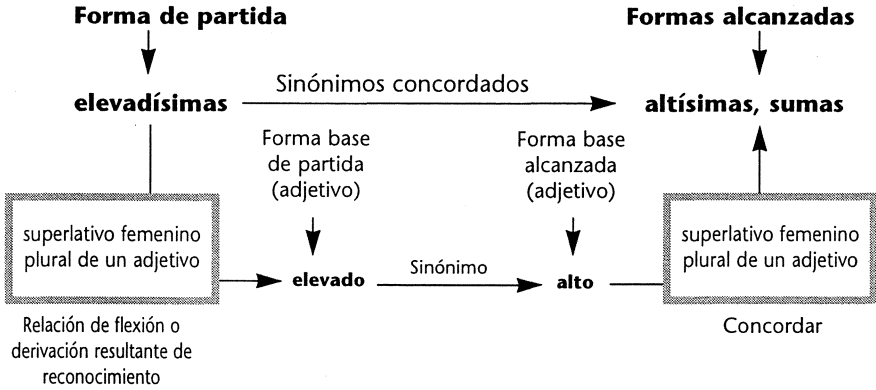 Forma de partida
Formas alcanzadas
Sinónimos concordados
elevadísimas
altísimas, sumas
Forma base
de partida
(adjetivo)
Forma base
alcanzada
(adjetivo)
superlativo femenino
plural de un adjetivo
superlativo femenino
plural de un adjetivo
elevado
Sinónimo
alto
Relación de flexión o
derivación resultante de
reconocimiento
Concordar